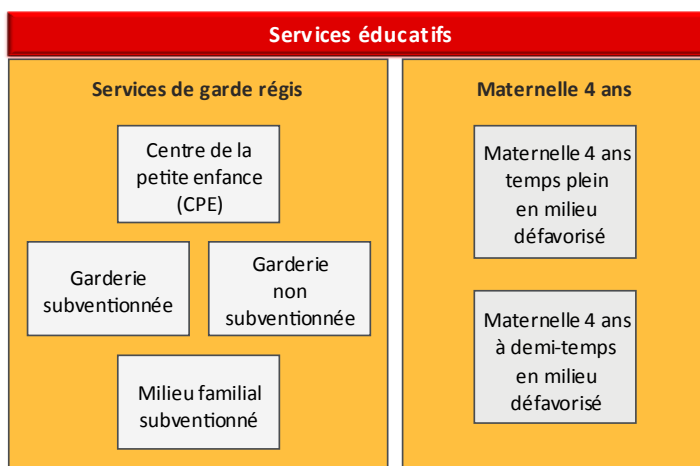 Services éducatifs
Services de garde régis
Centre de la
petite enfance
(CPE)
Garderie
subventionnée
Garderie
non
subventionnée
Milieu familial
subventionné
Maternelle 4 ans
Maternelle 4 ans
temps plein
en milieu
défavorisé
Maternelle 4 ans
à demi-temps
en milieu
défavorisé